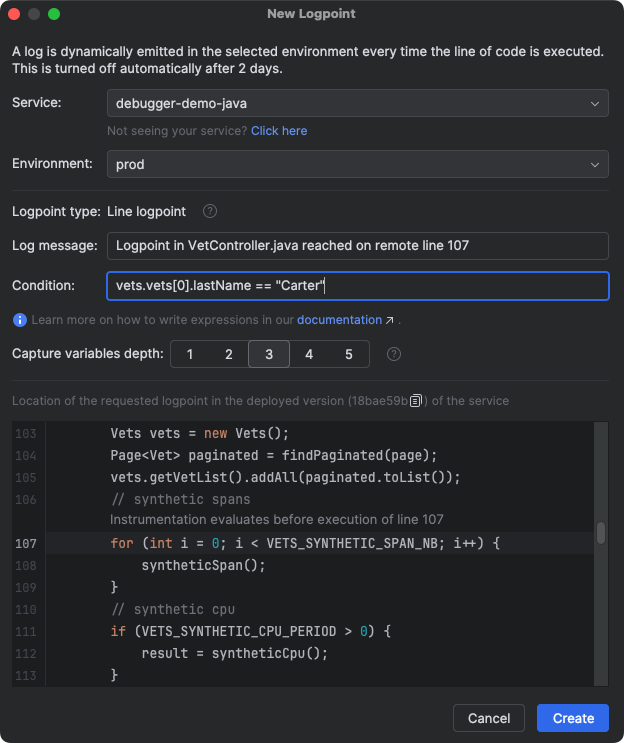 New Logpoint
A log is dynamically emitted in the selected environment every time the line of code is executed.
This is turned off automatically after 2 days.
Service:
debugger-demo-java
Not seeing your service? Click here
Environment:
prod
Logpoint type: Line logpoint ?
Log message:
Logpoint in VetController.java reached on remote line 107
Condition:
vets.vets[0].lastName == "Carter"
Learn more on how to write expressions in our documentation ↗ .
Capture variables depth: 1 2 3 4 5 ?
Location of the requested logpoint in the deployed version (18bae59b) of the service
103 Vets vets = new Vets();
104 Page<Vet> paginated = findPaginated(page);
105 vets.getVetList().addAll(paginated.toList());
106 // synthetic spans
Instrumentation evaluates before execution of line 107
107 for (int i = 0; i < VETS_SYNTHETIC_SPAN_NB; i++) {
108 syntheticSpan();
109 }
110 // synthetic cpu
111 if (VETS_SYNTHETIC_CPU_PERIOD > 0) {
112 result = syntheticCpu();
113 }
Cancel
Create